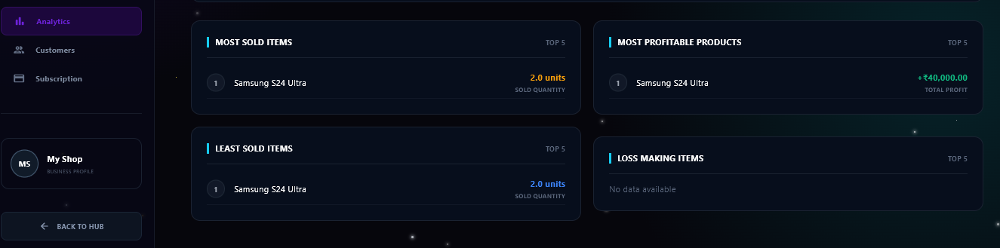 Analytics
Customers
Subscription
MS
My Shop
BUSINESS PROFILE
BACK TO HUB
MOST SOLD ITEMS
TOP 5
1
Samsung S24 Ultra
2.0 units
SOLD QUANTITY
MOST PROFITABLE PRODUCTS
TOP 5
1
Samsung S24 Ultra
+₹40,000.00
TOTAL PROFIT
LEAST SOLD ITEMS
TOP 5
1
Samsung S24 Ultra
2.0 units
SOLD QUANTITY
LOSS MAKING ITEMS
TOP 5
No data available